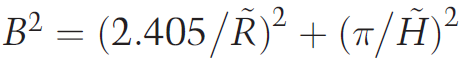 B² = (2.405/R̃)² + (π/H̃)²